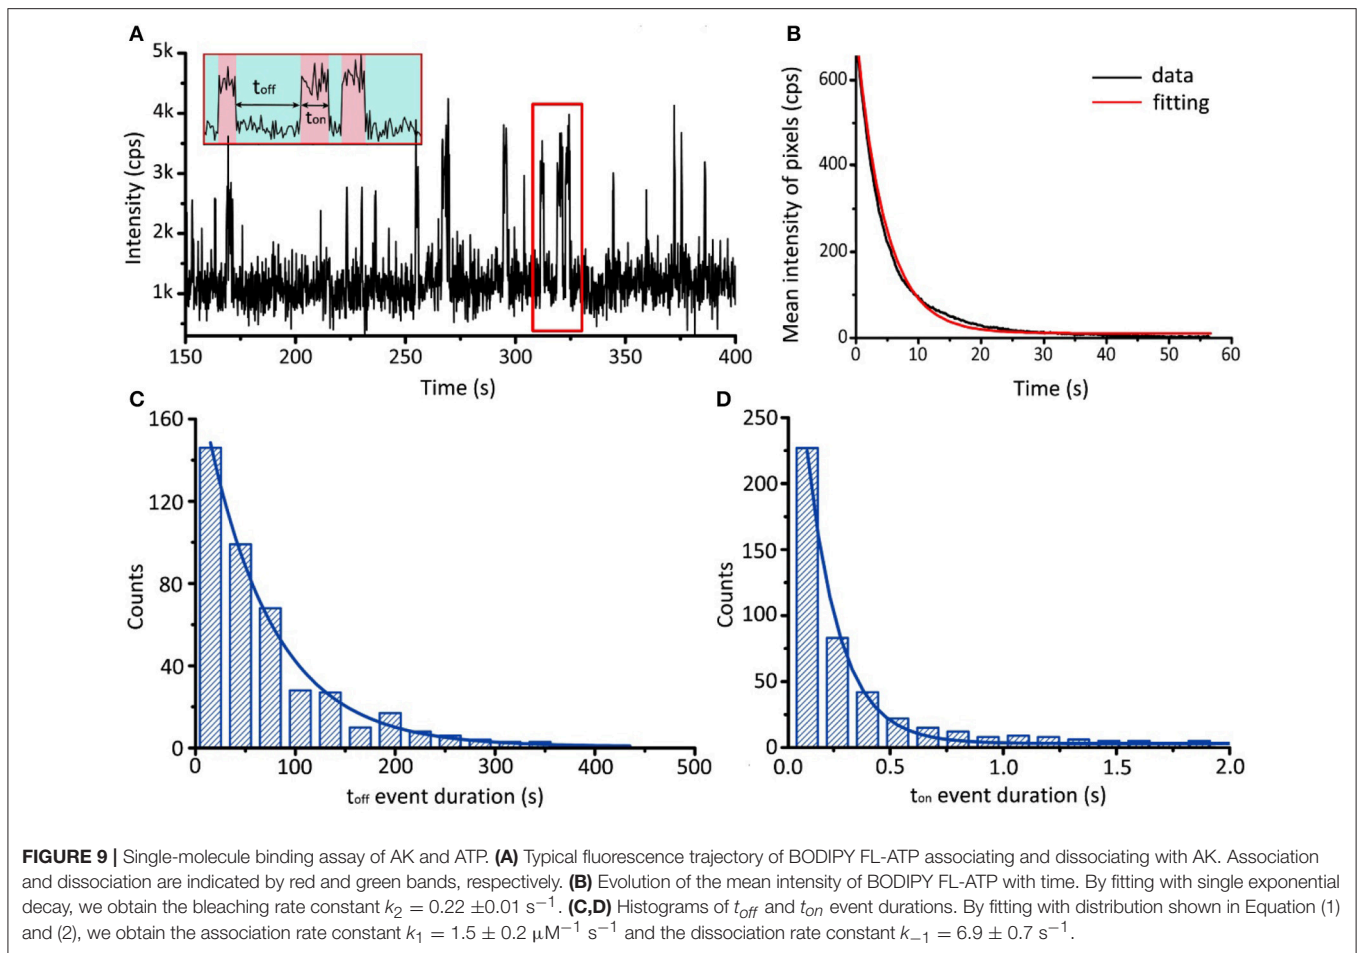 A
5k
4k
3k
2k
1k
Intensity (cps)
toff
ton
150 200 250 300 350 400
Time (s)
B
600
400
200
0
Mean intensity of pixels (cps)
data
fitting
0 10 20 30 40 50 60
Time (s)
C
160
120
80
40
0
Counts
0 100 200 300 400 500
toff event duration (s)
D
250
200
150
100
50
0
Counts
0.0 0.5 1.0 1.5 2.0
ton event duration (s)
FIGURE 9 | Single-molecule binding assay of AK and ATP. (A) Typical fluorescence trajectory of BODIPY FL-ATP associating and dissociating with AK. Association
and dissociation are indicated by red and green bands, respectively. (B) Evolution of the mean intensity of BODIPY FL-ATP with time. By fitting with single exponential
decay, we obtain the bleaching rate constant k2 = 0.22 ±0.01 s−1. (C,D) Histograms of toff and ton event durations. By fitting with distribution shown in Equation (1)
and (2), we obtain the association rate constant k1 = 1.5 ± 0.2 μM−1 s−1 and the dissociation rate constant k−1 = 6.9 ± 0.7 s−1.